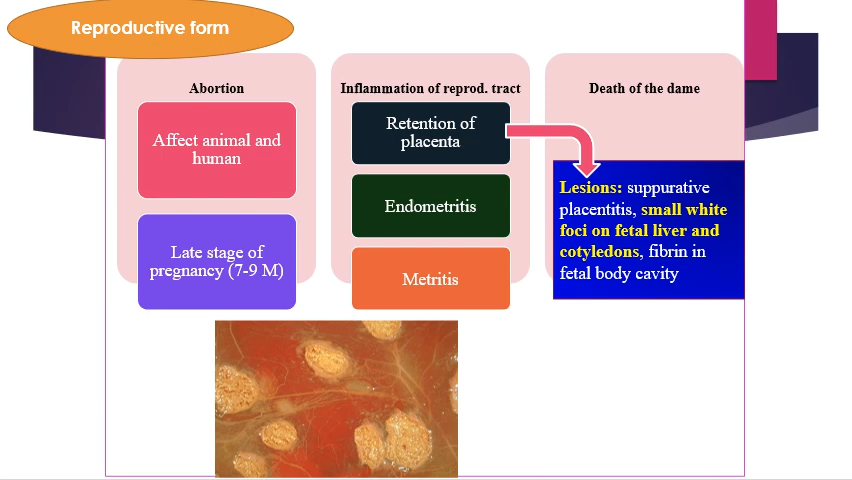 Reproductive form
Abortion
Affect animal and
human
Late stage of
pregnancy (7-9 M)
Inflammation of reprod. tract
Retention of
placenta
Endometritis
Metritis
Death of the dame
Lesions: suppurative
placentitis, small white
foci on fetal liver and
cotyledons, fibrin in
fetal body cavity